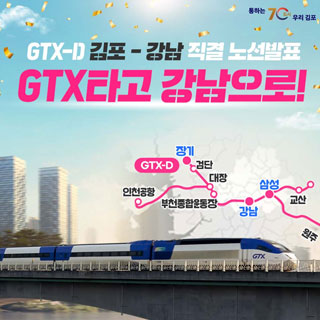 통하는 70 우리 김포
GTX-D 김포 - 강남 직결 노선발표
GTX타고 강남으로!
장기
GTX-D
검단
대장
인천공항
부천종합운동장
삼성
강남
교산
원주
GTX